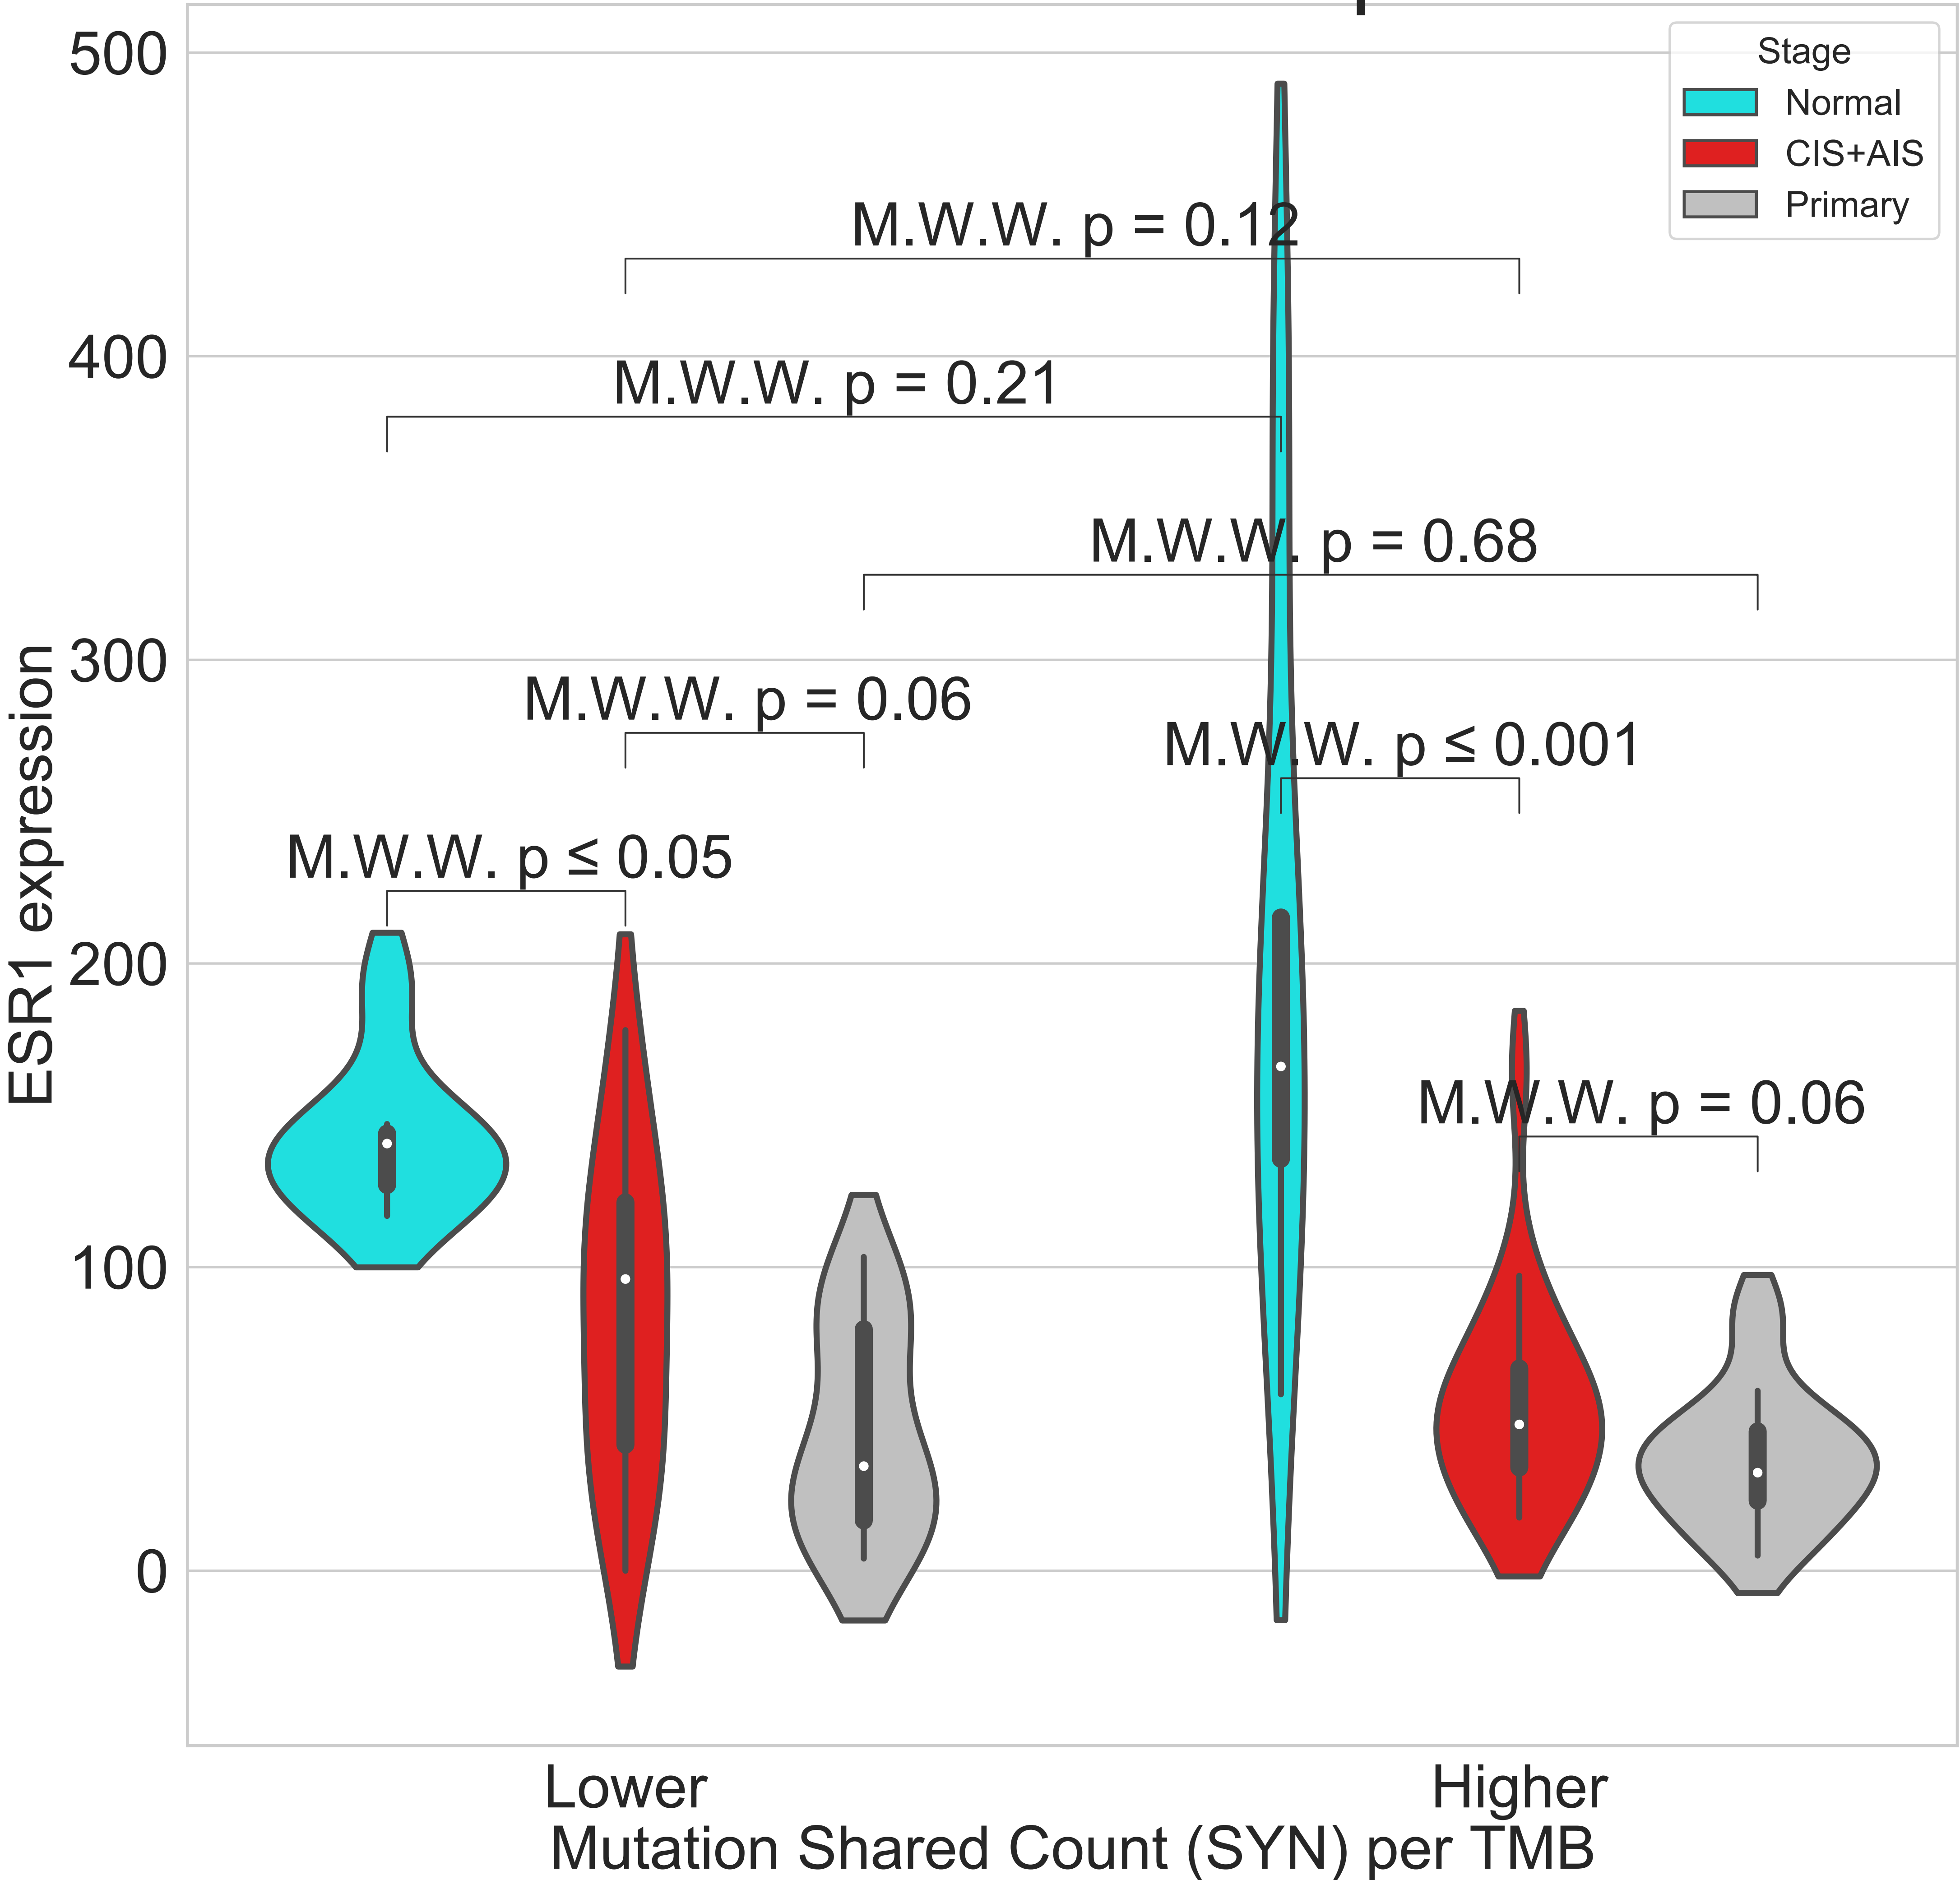 500
400
300
200
100
0
ESR1 expression
Stage
Normal
CIS+AIS
Primary
M.W.W. p = 0.12
M.W.W. p = 0.21
M.W.W. p = 0.68
M.W.W. p = 0.06
M.W.W. p ≤ 0.001
M.W.W. p ≤ 0.05
M.W.W. p = 0.06
Lower
Higher
Mutation Shared Count (SYN) per TMB